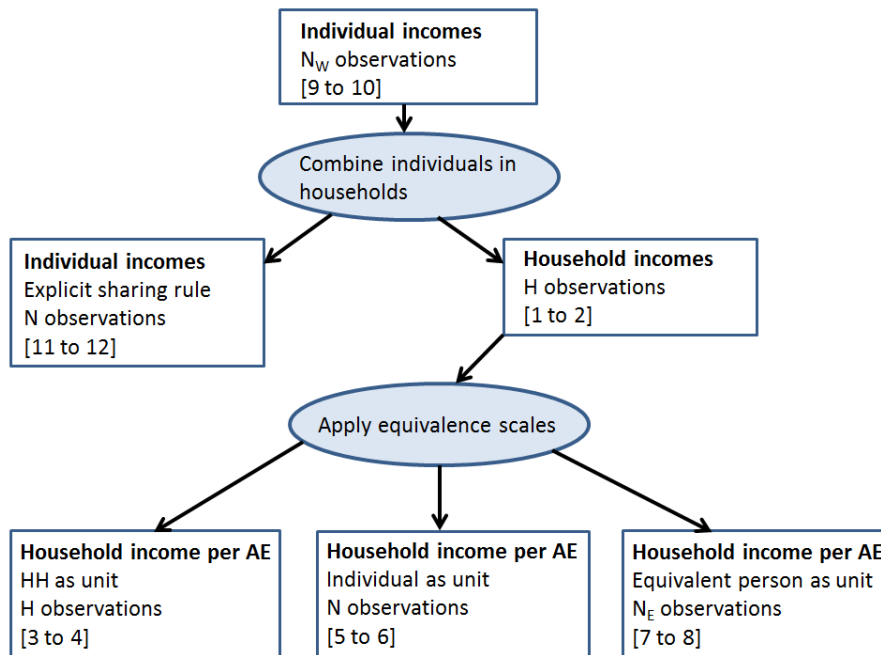 Individual incomes
N_W observations
[9 to 10]
Combine individuals in
households
Individual incomes
Explicit sharing rule
N observations
[11 to 12]
Household incomes
H observations
[1 to 2]
Apply equivalence scales
Household income per AE
HH as unit
H observations
[3 to 4]
Household income per AE
Individual as unit
N observations
[5 to 6]
Household income per AE
Equivalent person as unit
N_E observations
[7 to 8]